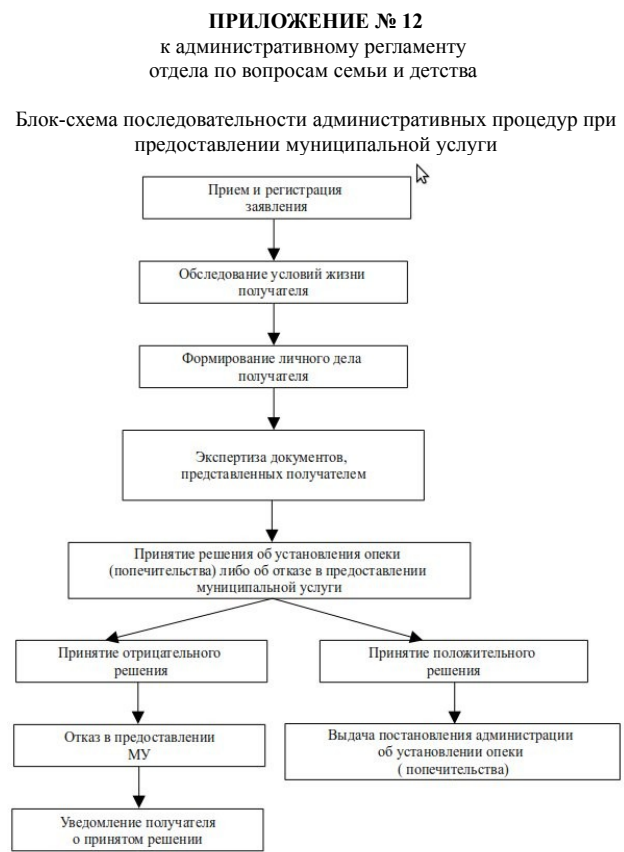 ПРИЛОЖЕНИЕ № 12
к административному регламенту
отдела по вопросам семьи и детства
Блок-схема последовательности административных процедур при
предоставлении муниципальной услуги
Прием и регистрация
заявления
Обследование условий жизни
получателя
Формирование личного дела
получателя
Экспертиза документов,
представленных получателем
Принятие решения об установления опеки
(попечительства) либо об отказе в предоставлении
муниципальной услуги
Принятие отрицательного
решения
Принятие положительного
решения
Отказ в предоставлении
МУ
Выдача постановления администрации
об установлении опеки
( попечительства)
Уведомление получателя
о принятом решении